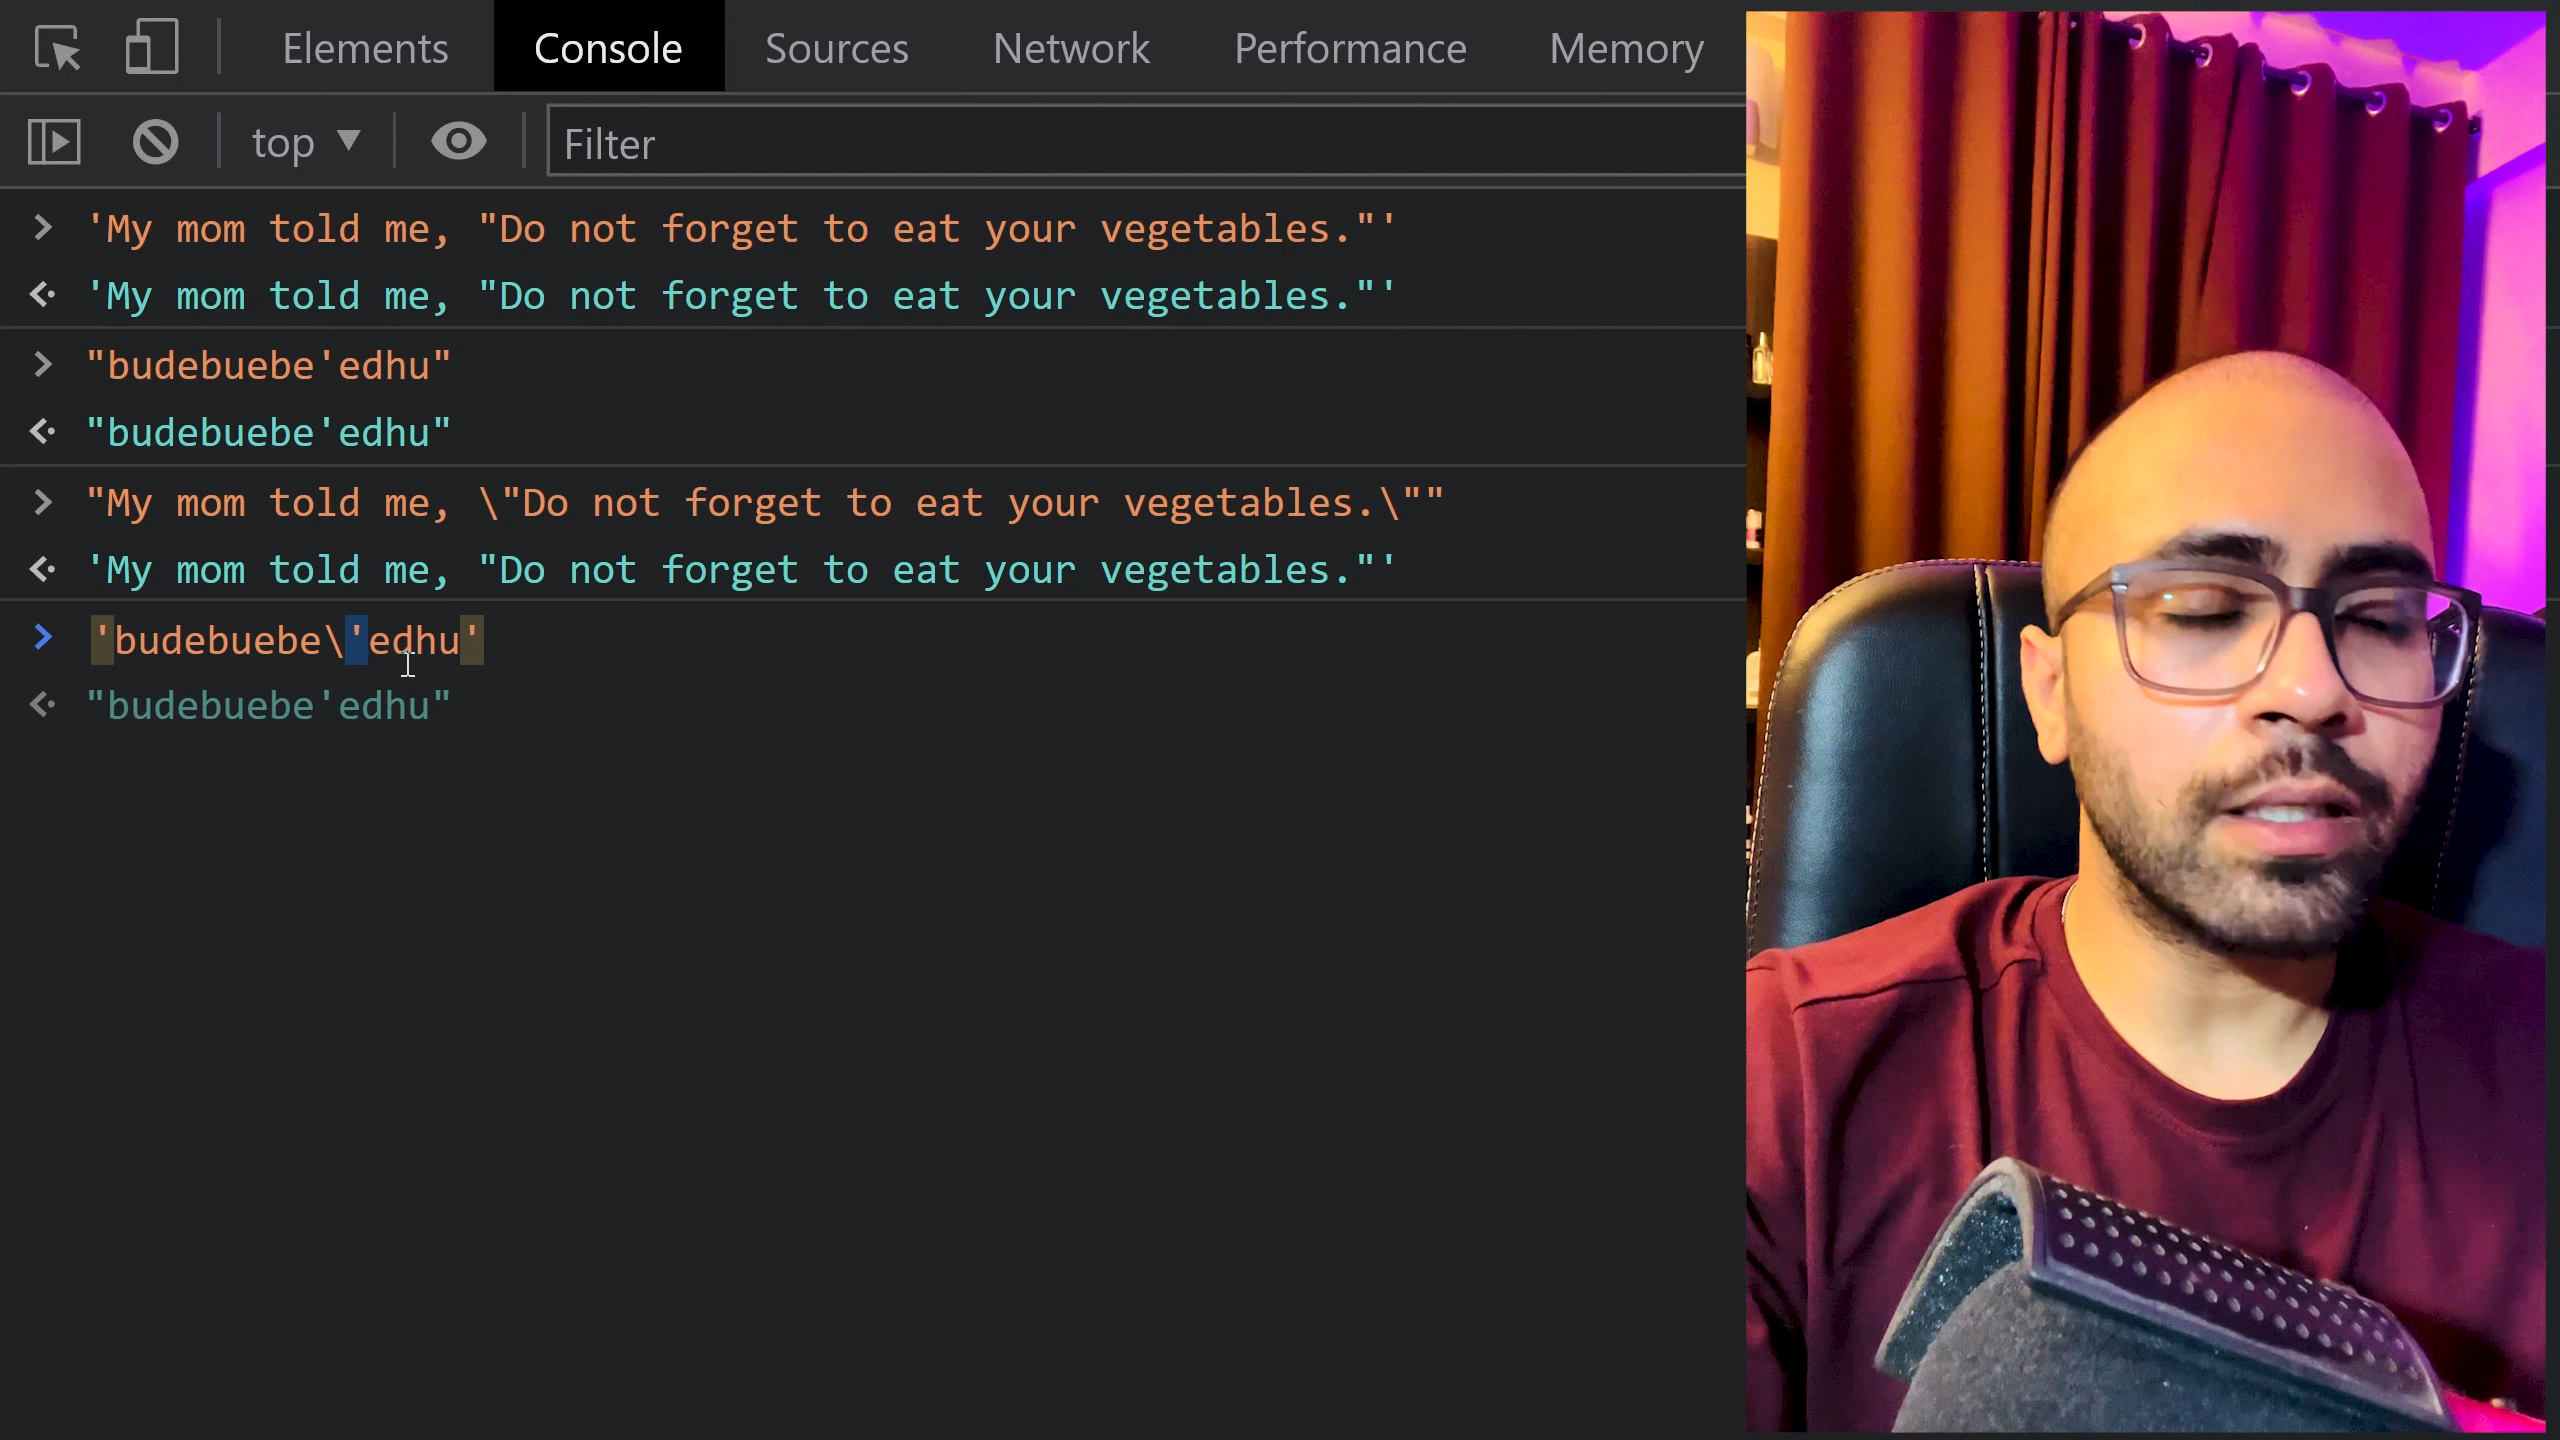 Elements Console Sources Network Performance Memory
top Filter
'My mom told me, "Do not forget to eat your vegetables."'
'My mom told me, "Do not forget to eat your vegetables."'
"budebuebe'edhu"
"budebuebe'edhu"
"My mom told me, \"Do not forget to eat your vegetables.\""
'My mom told me, "Do not forget to eat your vegetables."'
'budebuebe\'edhu'
"budebuebe'edhu"